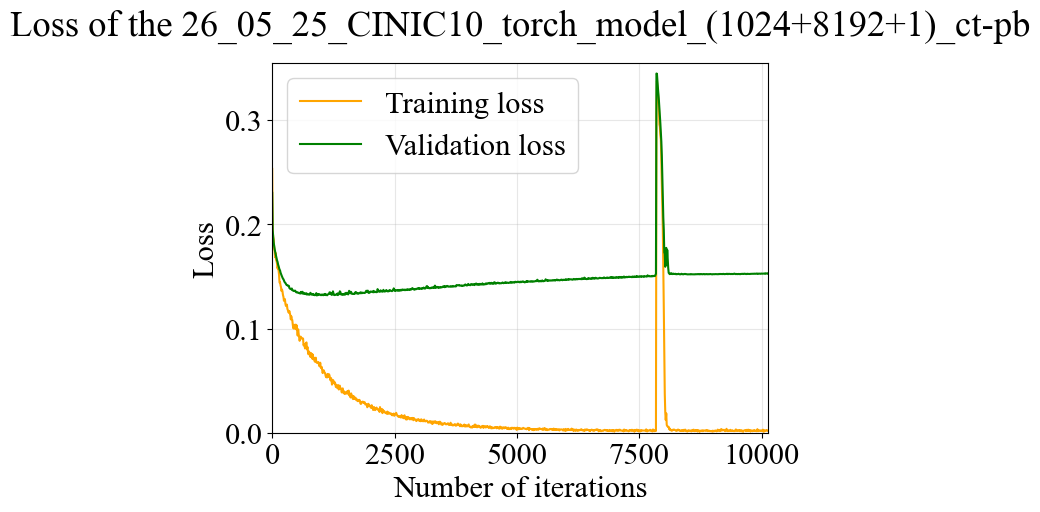 Loss of the 26_05_25_CINIC10_torch_model_(1024+8192+1)_ct-pb
Training loss
Validation loss
0.3
0.2
0.1
0.0
Loss
0 2500 5000 7500 10000
Number of iterations